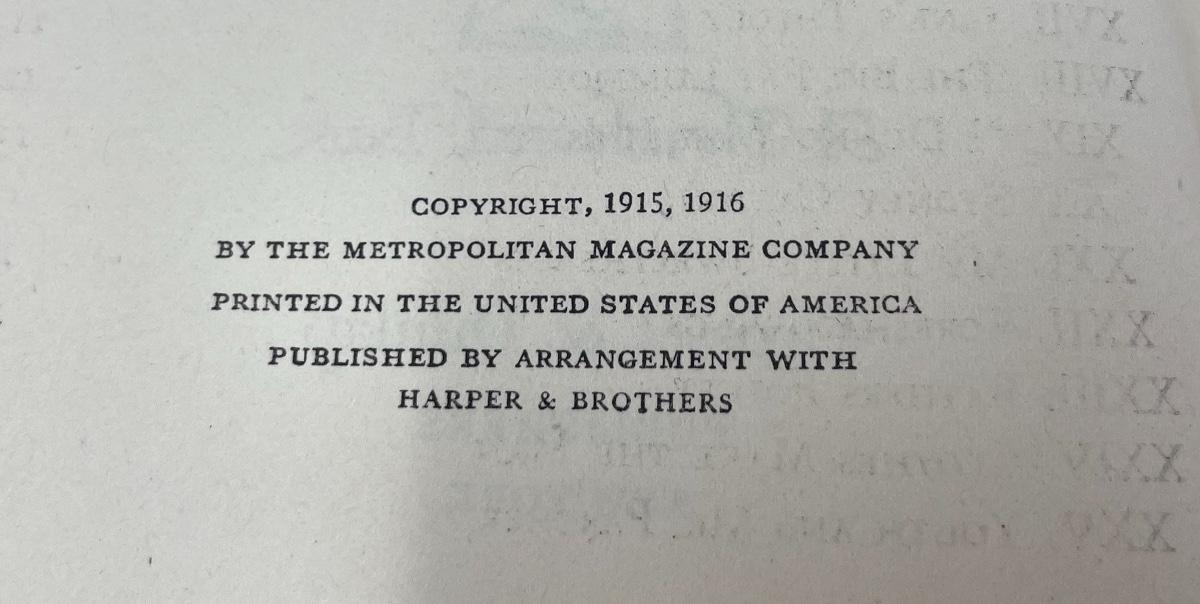 COPYRIGHT, 1915, 1916
BY THE METROPOLITAN MAGAZINE COMPANY
PRINTED IN THE UNITED STATES OF AMERICA
PUBLISHED BY ARRANGEMENT WITH
HARPER & BROTHERS